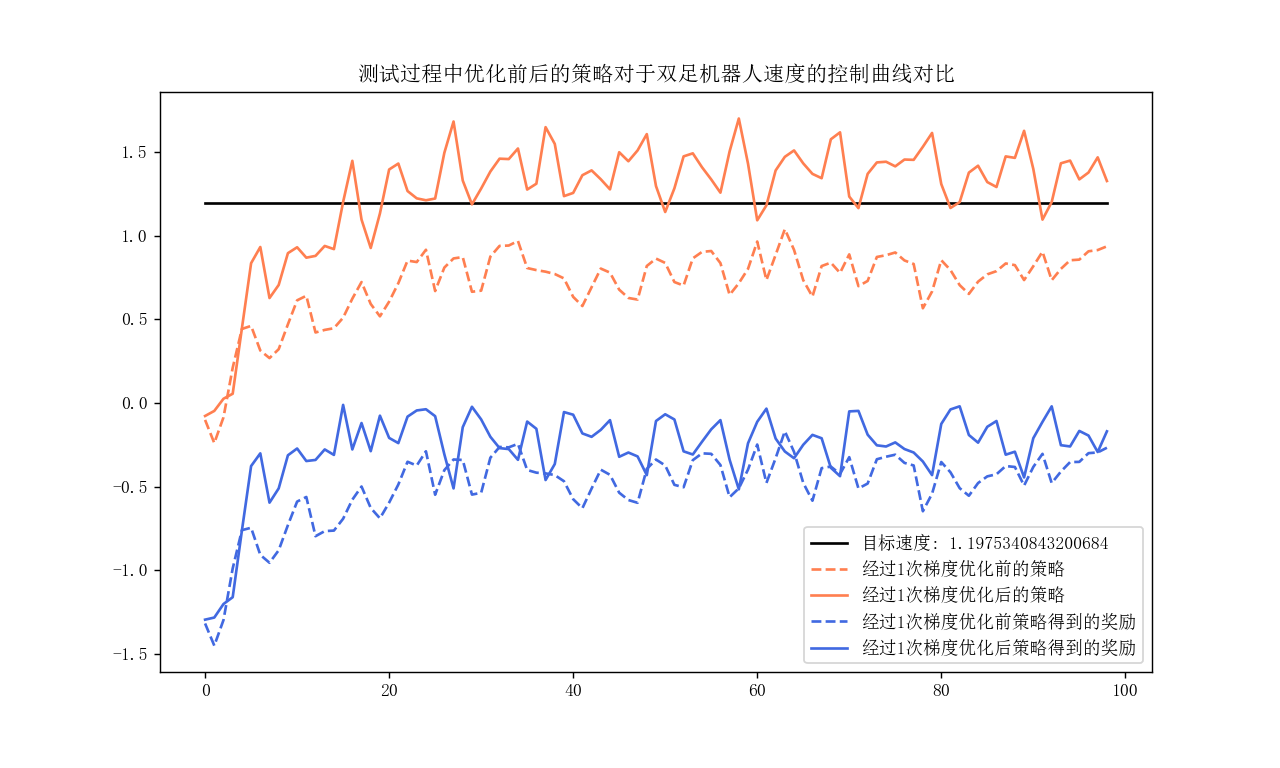 测试过程中优化前后的策略对于双足机器人速度的控制曲线对比
1.5
1.0
0.5
0.0
−0.5
−1.0
−1.5
0 20 40 60 80 100
目标速度: 1.1975340843200684
经过1次梯度优化前的策略
经过1次梯度优化后的策略
经过1次梯度优化前策略得到的奖励
经过1次梯度优化后策略得到的奖励